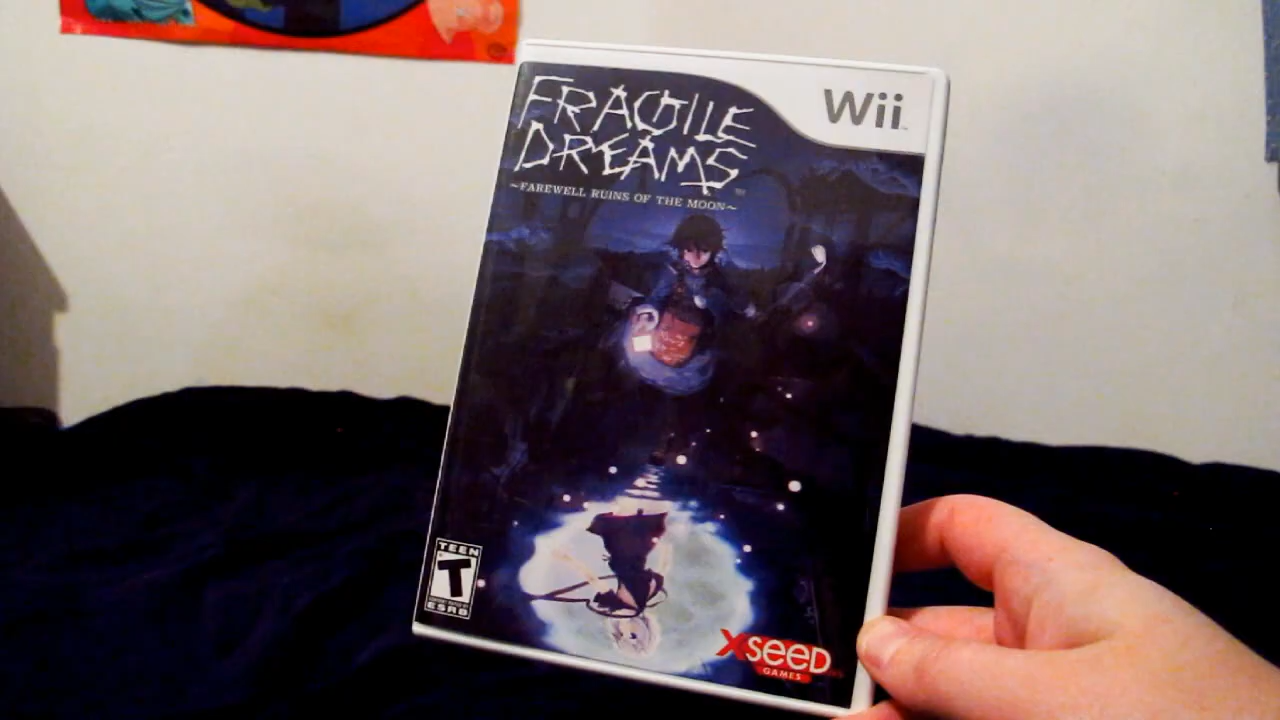 Wii
FRAGILE
DREAMS
~FAREWELL RUINS OF THE MOON~
TEEN
T
ESRB
XSEED
GAMES